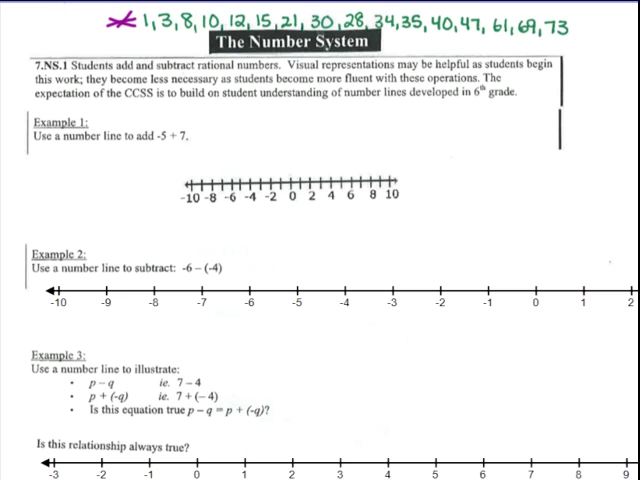 1, 3, 8, 10, 12, 15, 21, 30, 28, 34, 35, 40, 47, 61, 69, 73
The Number System
7.NS.1 Students add and subtract rational numbers. Visual representations may be helpful as students begin
this work; they become less necessary as students become more fluent with these operations. The
expectation of the CCSS is to build on student understanding of number lines developed in 6th grade.
Example 1:
Use a number line to add -5 + 7.
-10 -8 -6 -4 -2 0 2 4 6 8 10
Example 2:
Use a number line to subtract: -6 – (-4)
-10 -9 -8 -7 -6 -5 -4 -3 -2 -1 0 1 2
Example 3:
Use a number line to illustrate:
• p – q ie. 7 – 4
• p + (-q) ie. 7 + (– 4)
• Is this equation true p – q = p + (-q)?
Is this relationship always true?
-3 -2 -1 0 1 2 3 4 5 6 7 8 9